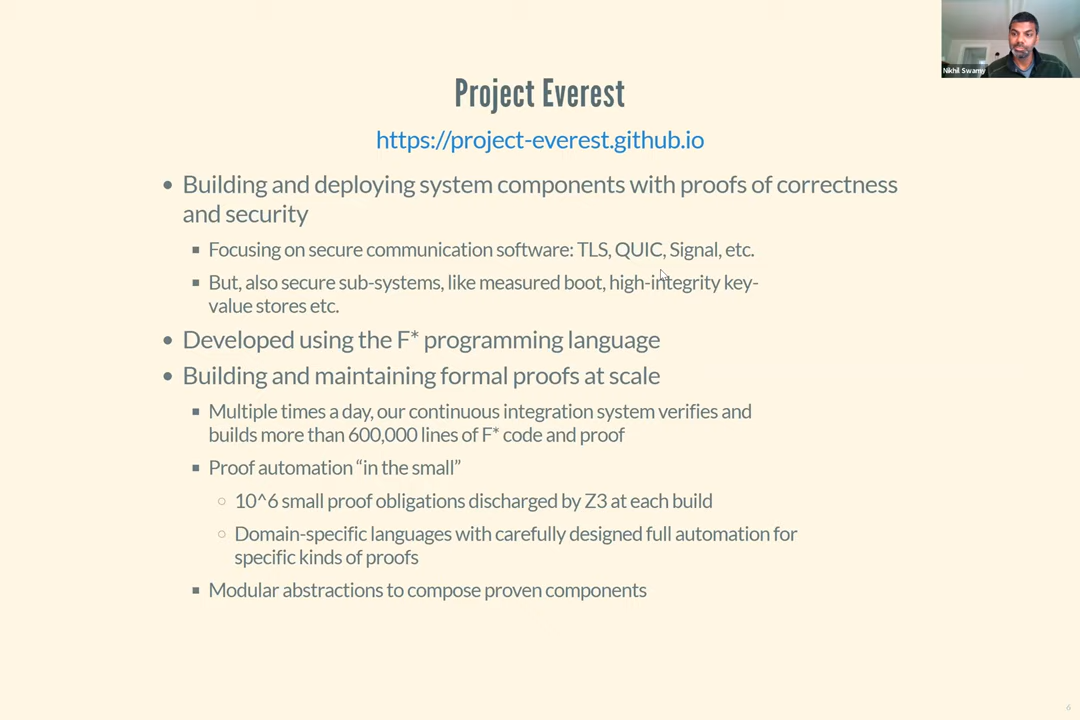 Nikhil Swamy
Project Everest
https://project-everest.github.io
• Building and deploying system components with proofs of correctness
and security
▪ Focusing on secure communication software: TLS, QUIC, Signal, etc.
▪ But, also secure sub-systems, like measured boot, high-integrity key-
value stores etc.
• Developed using the F* programming language
• Building and maintaining formal proofs at scale
▪ Multiple times a day, our continuous integration system verifies and
builds more than 600,000 lines of F* code and proof
▪ Proof automation “in the small”
○ 10^6 small proof obligations discharged by Z3 at each build
○ Domain-specific languages with carefully designed full automation for
specific kinds of proofs
▪ Modular abstractions to compose proven components
6